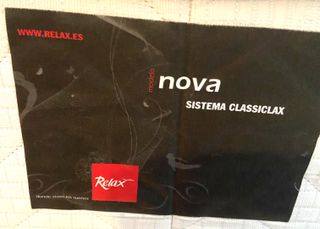 WWW.RELAX.ES
modelo nova
SISTEMA CLASSICLAX
Relax